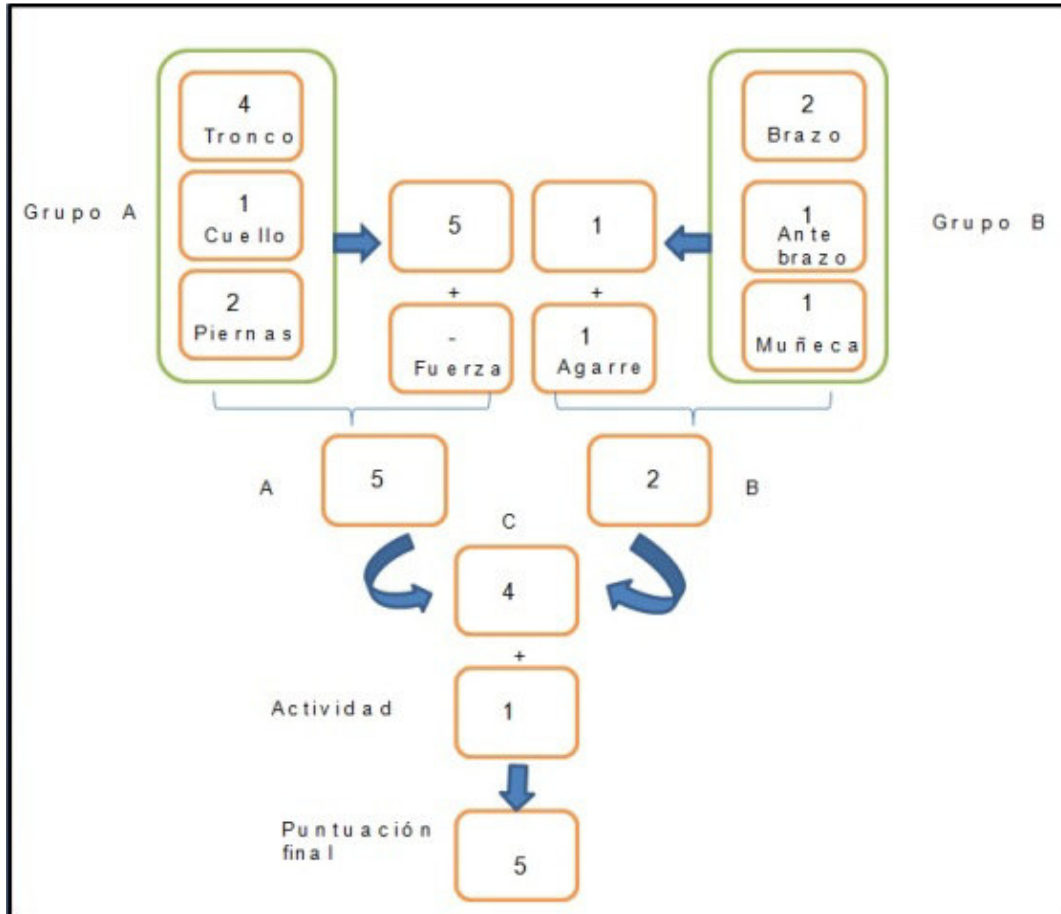 4
Tronco
Grupo A
1
Cuello
2
Piernas
5
+
-
Fuerza
1
+
1
Agarre
2
Brazo
1
Ante
brazo
1
Muñeca
Grupo B
A
5
2
B
C
4
+
Actividad
1
Puntuación
final
5